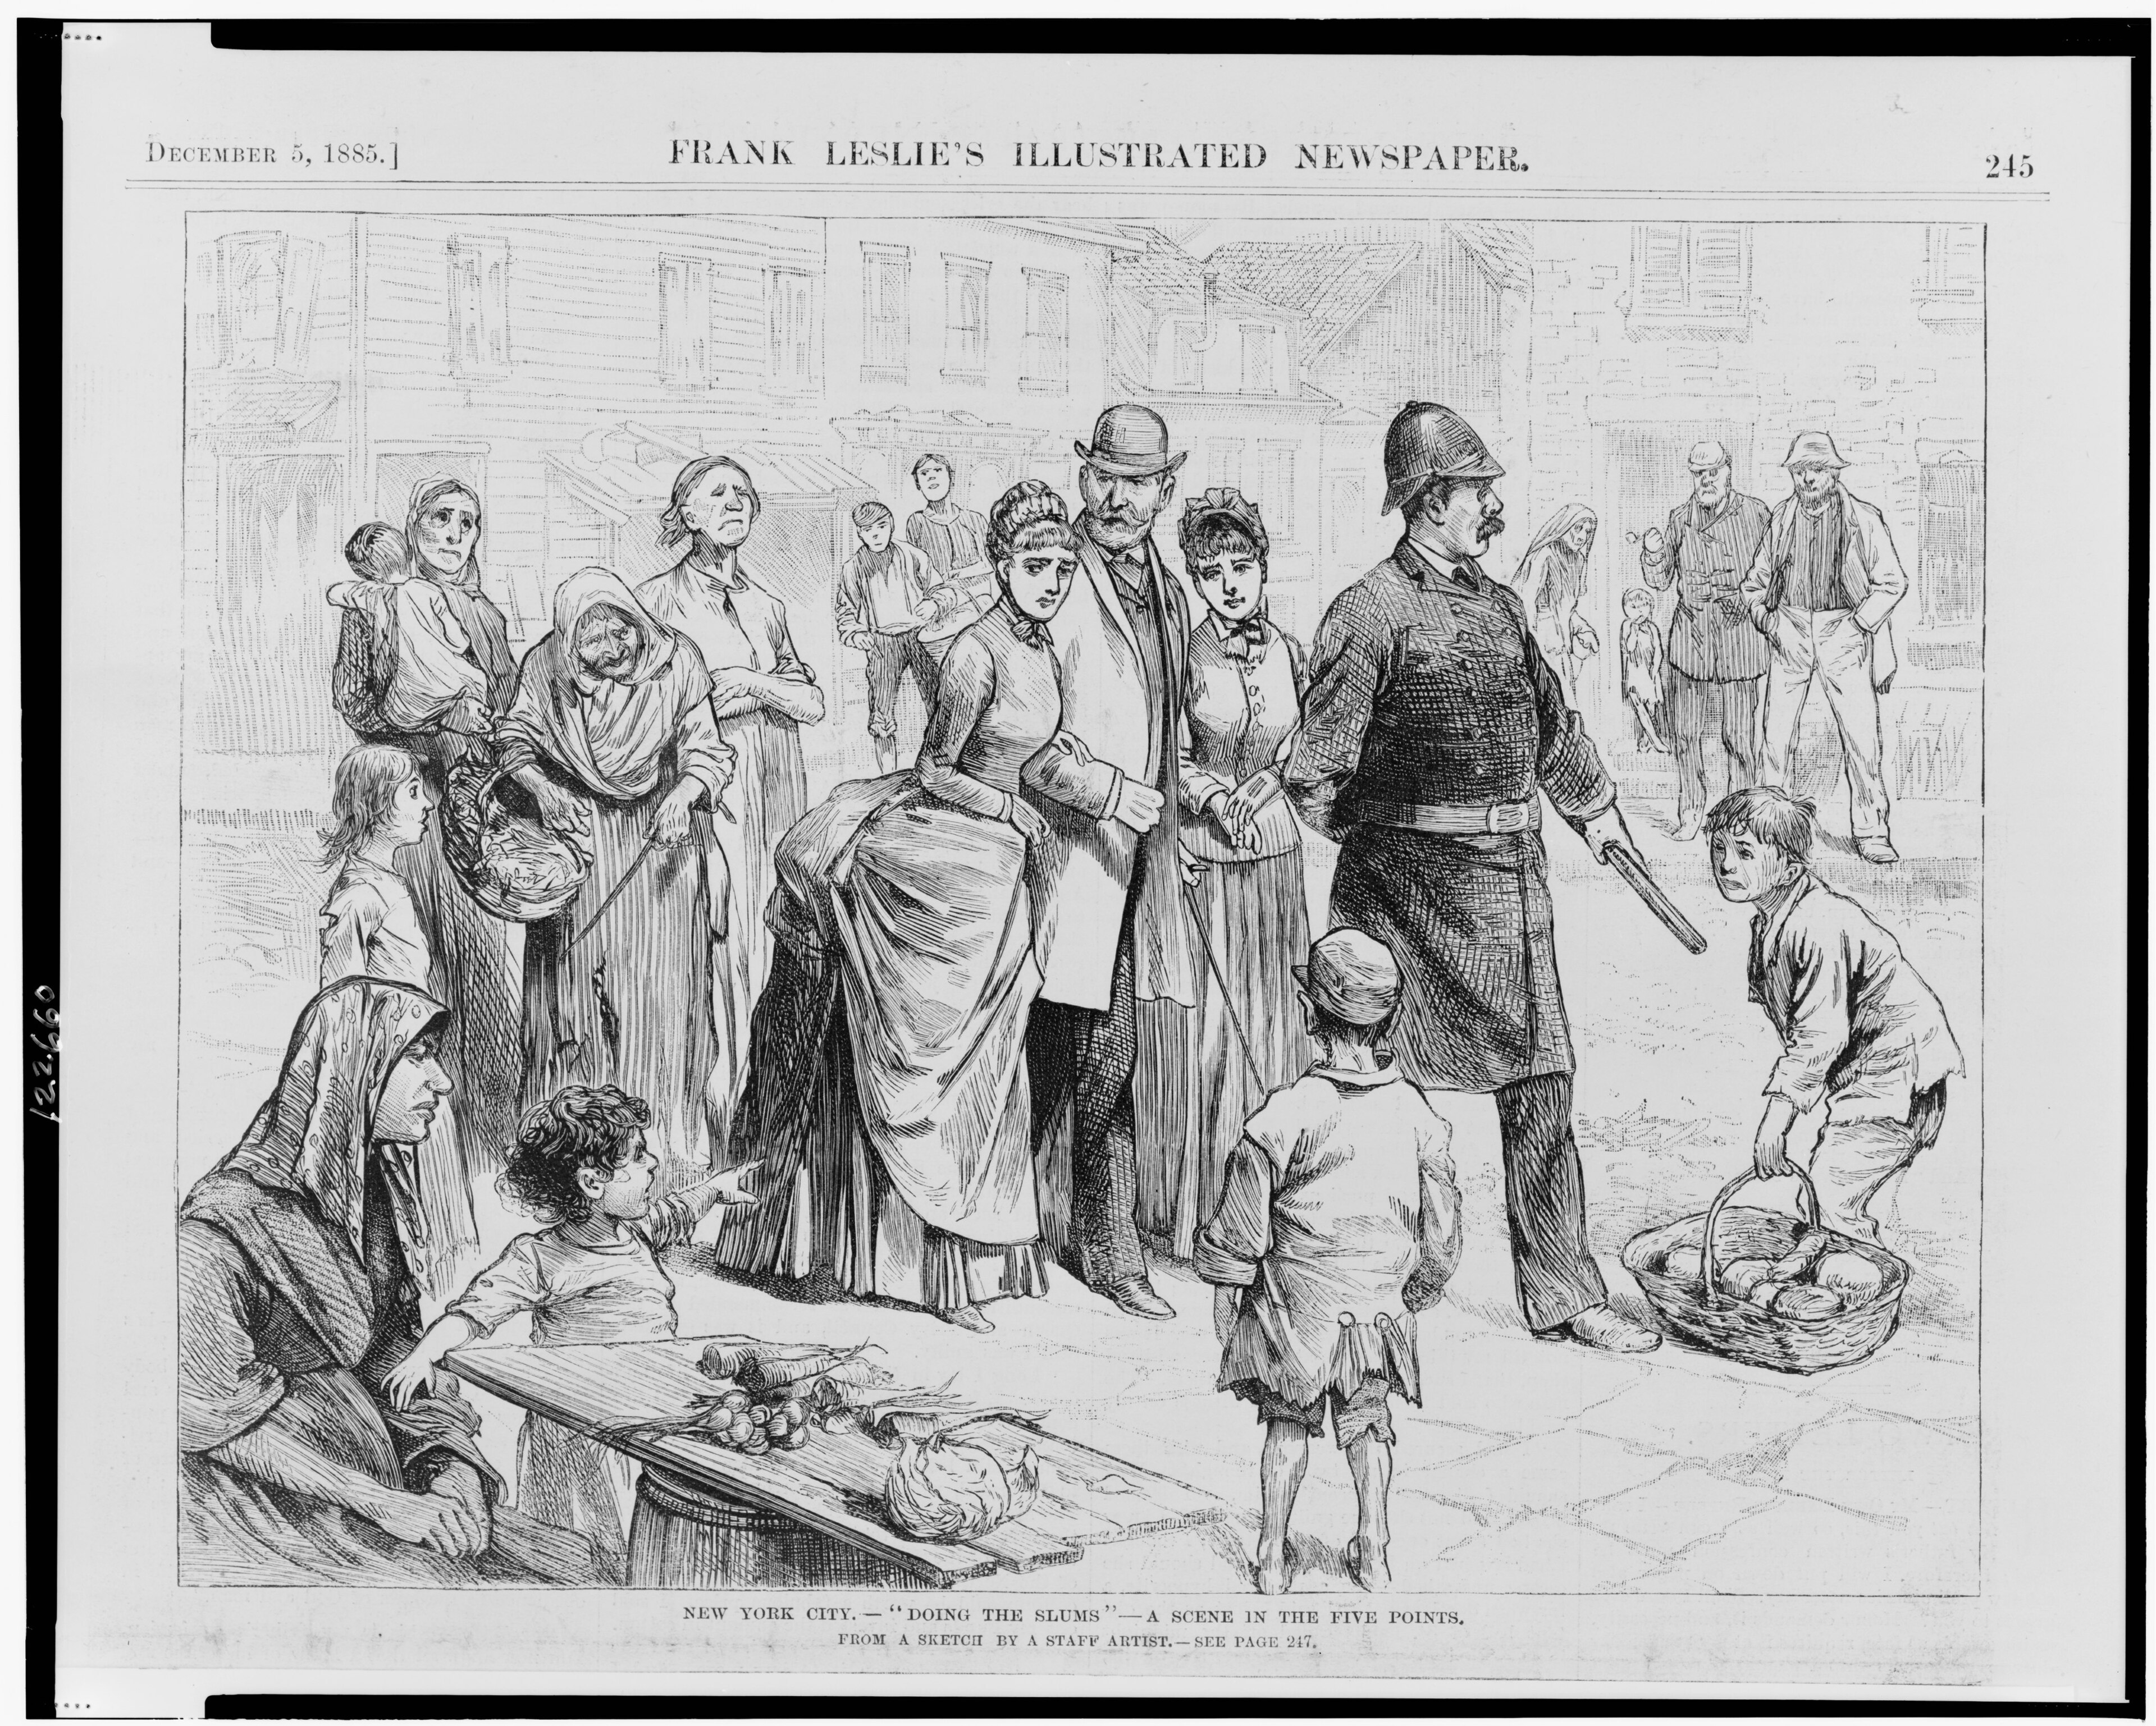 DECEMBER 5, 1885.]
FRANK LESLIE'S ILLUSTRATED NEWSPAPER.
245
NEW YORK CITY.—"DOING THE SLUMS"—A SCENE IN THE FIVE POINTS.
FROM A SKETCH BY A STAFF ARTIST.—SEE PAGE 247.
122660